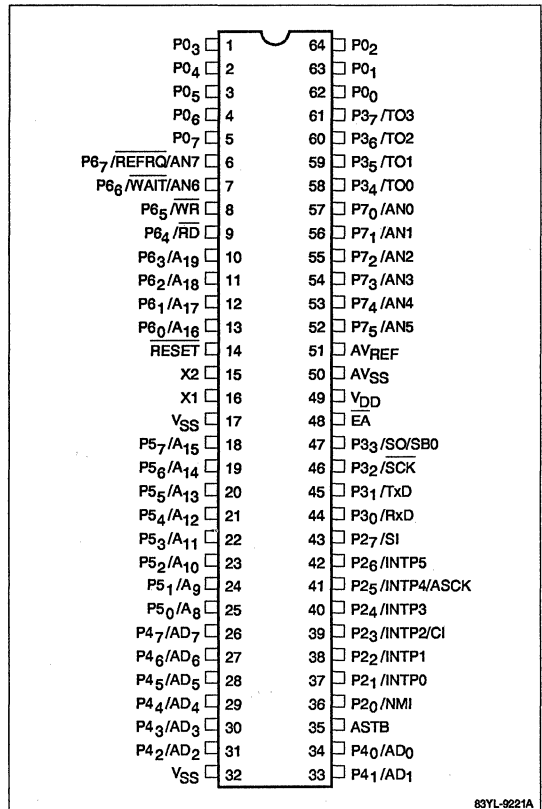 P0₃ 1 64 P0₂
P0₄ 2 63 P0₁
P0₅ 3 62 P0₀
P0₆ 4 61 P3₇/TO3
P0₇ 5 60 P3₆/TO2
P6₇/R̅E̅F̅R̅Q̅/AN7 6 59 P3₅/TO1
P6₆/W̅A̅I̅T̅/AN6 7 58 P3₄/TO0
P6₅/W̅R̅ 8 57 P7₀/AN0
P6₄/R̅D̅ 9 56 P7₁/AN1
P6₃/A₁₉ 10 55 P7₂/AN2
P6₂/A₁₈ 11 54 P7₃/AN3
P6₁/A₁₇ 12 53 P7₄/AN4
P6₀/A₁₆ 13 52 P7₅/AN5
R̅E̅S̅E̅T̅ 14 51 AV_REF
X2 15 50 AV_SS
X1 16 49 V_DD
V_SS 17 48 E̅A̅
P5₇/A₁₅ 18 47 P3₃/SO/SB0
P5₆/A₁₄ 19 46 P3₂/S̅C̅K̅
P5₅/A₁₃ 20 45 P3₁/TxD
P5₄/A₁₂ 21 44 P3₀/RxD
P5₃/A₁₁ 22 43 P2₇/SI
P5₂/A₁₀ 23 42 P2₆/INTP5
P5₁/A₉ 24 41 P2₅/INTP4/ASCK
P5₀/A₈ 25 40 P2₄/INTP3
P4₇/AD₇ 26 39 P2₃/INTP2/CI
P4₆/AD₆ 27 38 P2₂/INTP1
P4₅/AD₅ 28 37 P2₁/INTP0
P4₄/AD₄ 29 36 P2₀/NMI
P4₃/AD₃ 30 35 ASTB
P4₂/AD₂ 31 34 P4₀/AD₀
V_SS 32 33 P4₁/AD₁
83YL-9221A